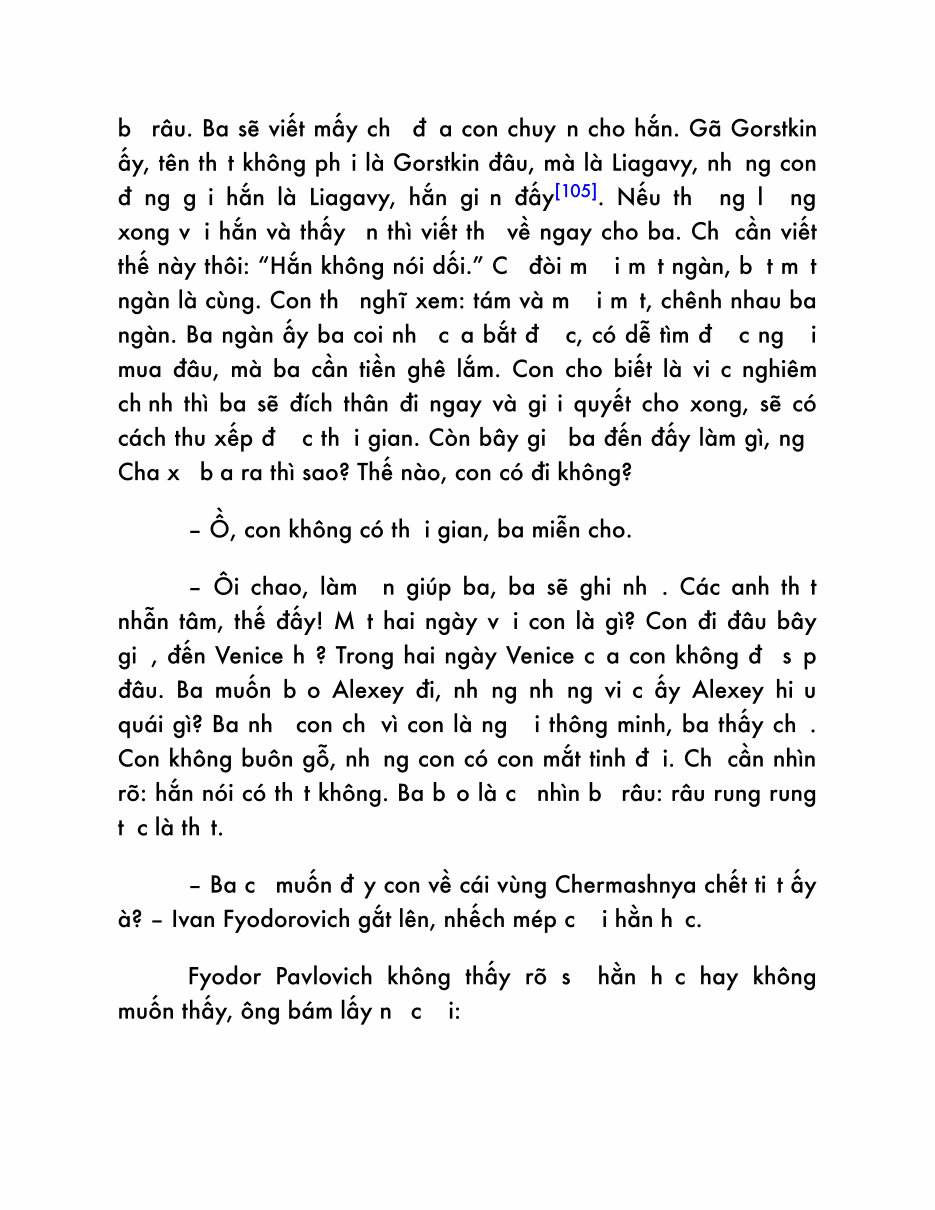 b râu. Ba sẽ viết mấy ch đ a con chuy n cho hắn. Gã Gorstkin
ấy, tên th t không ph i là Gorstkin đâu, mà là Liagavy, nh ng con
đ ng g i hắn là Liagavy, hắn gi n đấy[105]. Nếu th ng l ng
xong v i hắn và thấy n thì viết th về ngay cho ba. Ch cần viết
thế này thôi: “Hắn không nói dối.” C đòi m i m t ngàn, b t m t
ngàn là cùng. Con th nghĩ xem: tám và m i m t, chênh nhau ba
ngàn. Ba ngàn ấy ba coi nh c a bắt đ c, có dễ tìm đ c ng i
mua đâu, mà ba cần tiền ghê lắm. Con cho biết là vi c nghiêm
ch nh thì ba sẽ đích thân đi ngay và gi i quyết cho xong, sẽ có
cách thu xếp đ c th i gian. Còn bây gi ba đến đấy làm gì, ng
Cha x b a ra thì sao? Thế nào, con có đi không?
– Ồ, con không có th i gian, ba miễn cho.
– Ôi chao, làm n giúp ba, ba sẽ ghi nh . Các anh th t
nhẫn tâm, thế đấy! M t hai ngày v i con là gì? Con đi đâu bây
gi , đến Venice h ? Trong hai ngày Venice c a con không đ s p
đâu. Ba muốn b o Alexey đi, nh ng nh ng vi c ấy Alexey hi u
quái gì? Ba nh con ch vì con là ng i thông minh, ba thấy ch .
Con không buôn gỗ, nh ng con có con mắt tinh đ i. Ch cần nhìn
rõ: hắn nói có th t không. Ba b o là c nhìn b râu: râu rung rung
t c là th t.
– Ba c muốn đ y con về cái vùng Chermashnya chết ti t ấy
à? – Ivan Fyodorovich gắt lên, nhếch mép c i hằn h c.
Fyodor Pavlovich không thấy rõ s hằn h c hay không
muốn thấy, ông bám lấy n c i: